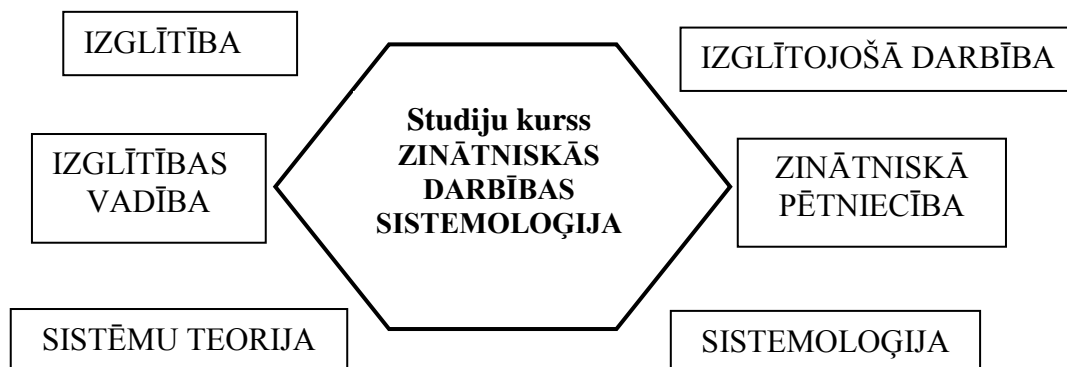 IZGLĪTĪBA
IZGLĪTOJOŠĀ DARBĪBA
Studiju kurss
ZINĀTNISKĀS
DARBĪBAS
SISTEMOLOĢIJA
IZGLĪTĪBAS
VADĪBA
ZINĀTNISKĀ
PĒTNIECĪBA
SISTĒMU TEORIJA
SISTEMOLOĢIJA